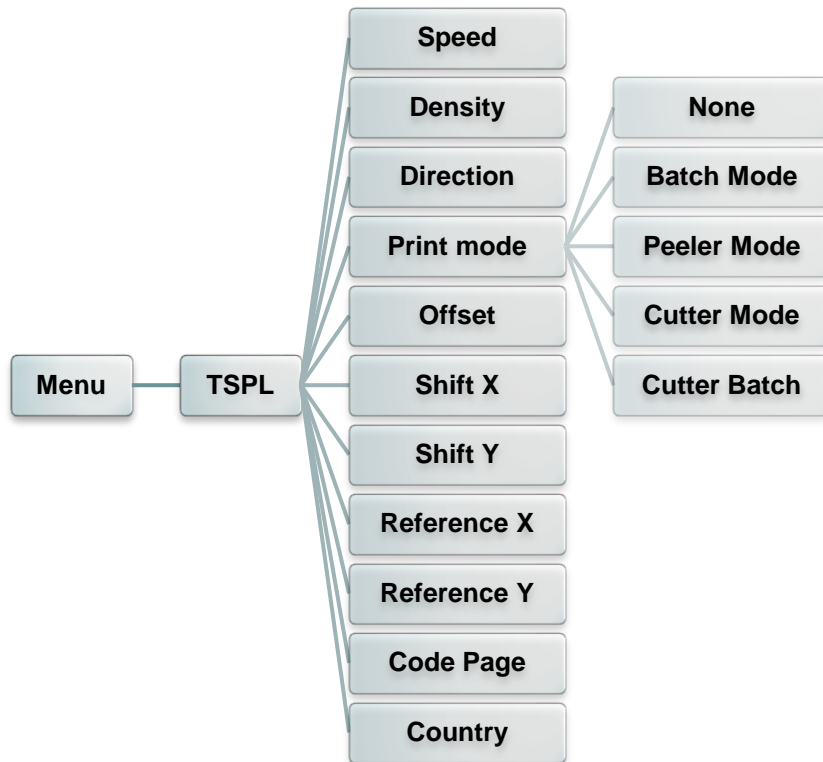 Menu
TSPL
Speed
Density
Direction
Print mode
Offset
Shift X
Shift Y
Reference X
Reference Y
Code Page
Country
None
Batch Mode
Peeler Mode
Cutter Mode
Cutter Batch